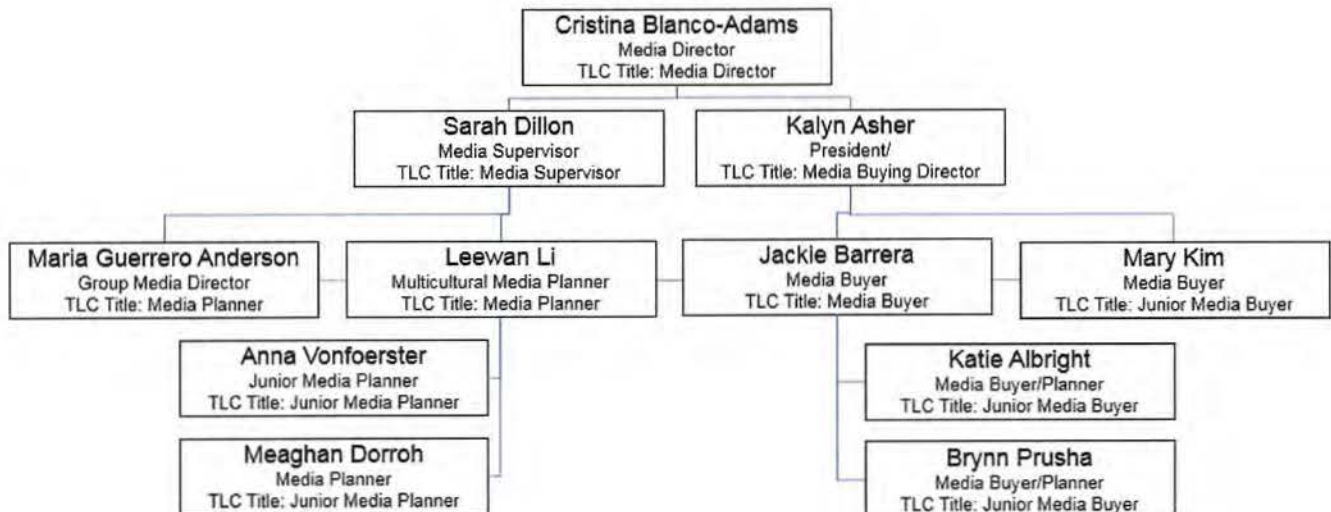 Cristina Blanco-Adams
Media Director
TLC Title: Media Director
Sarah Dillon
Media Supervisor
TLC Title: Media Supervisor
Kalyn Asher
President/
TLC Title: Media Buying Director
Maria Guerrero Anderson
Group Media Director
TLC Title: Media Planner
Leewan Li
Multicultural Media Planner
TLC Title: Media Planner
Jackie Barrera
Media Buyer
TLC Title: Media Buyer
Mary Kim
Media Buyer
TLC Title: Junior Media Buyer
Anna Vonfoerster
Junior Media Planner
TLC Title: Junior Media Planner
Katie Albright
Media Buyer/Planner
TLC Title: Junior Media Buyer
Meaghan Dorroh
Media Planner
TLC Title: Junior Media Planner
Brynn Prusha
Media Buyer/Planner
TLC Title: Junior Media Buyer